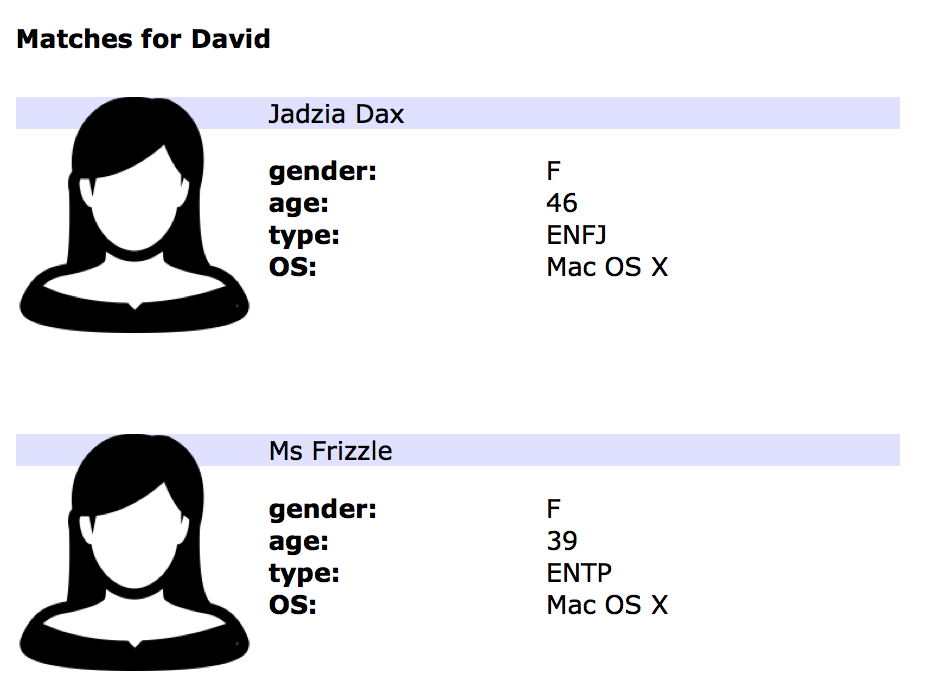 Matches for David
Jadzia Dax
gender: F
age: 46
type: ENFJ
OS: Mac OS X
Ms Frizzle
gender: F
age: 39
type: ENTP
OS: Mac OS X